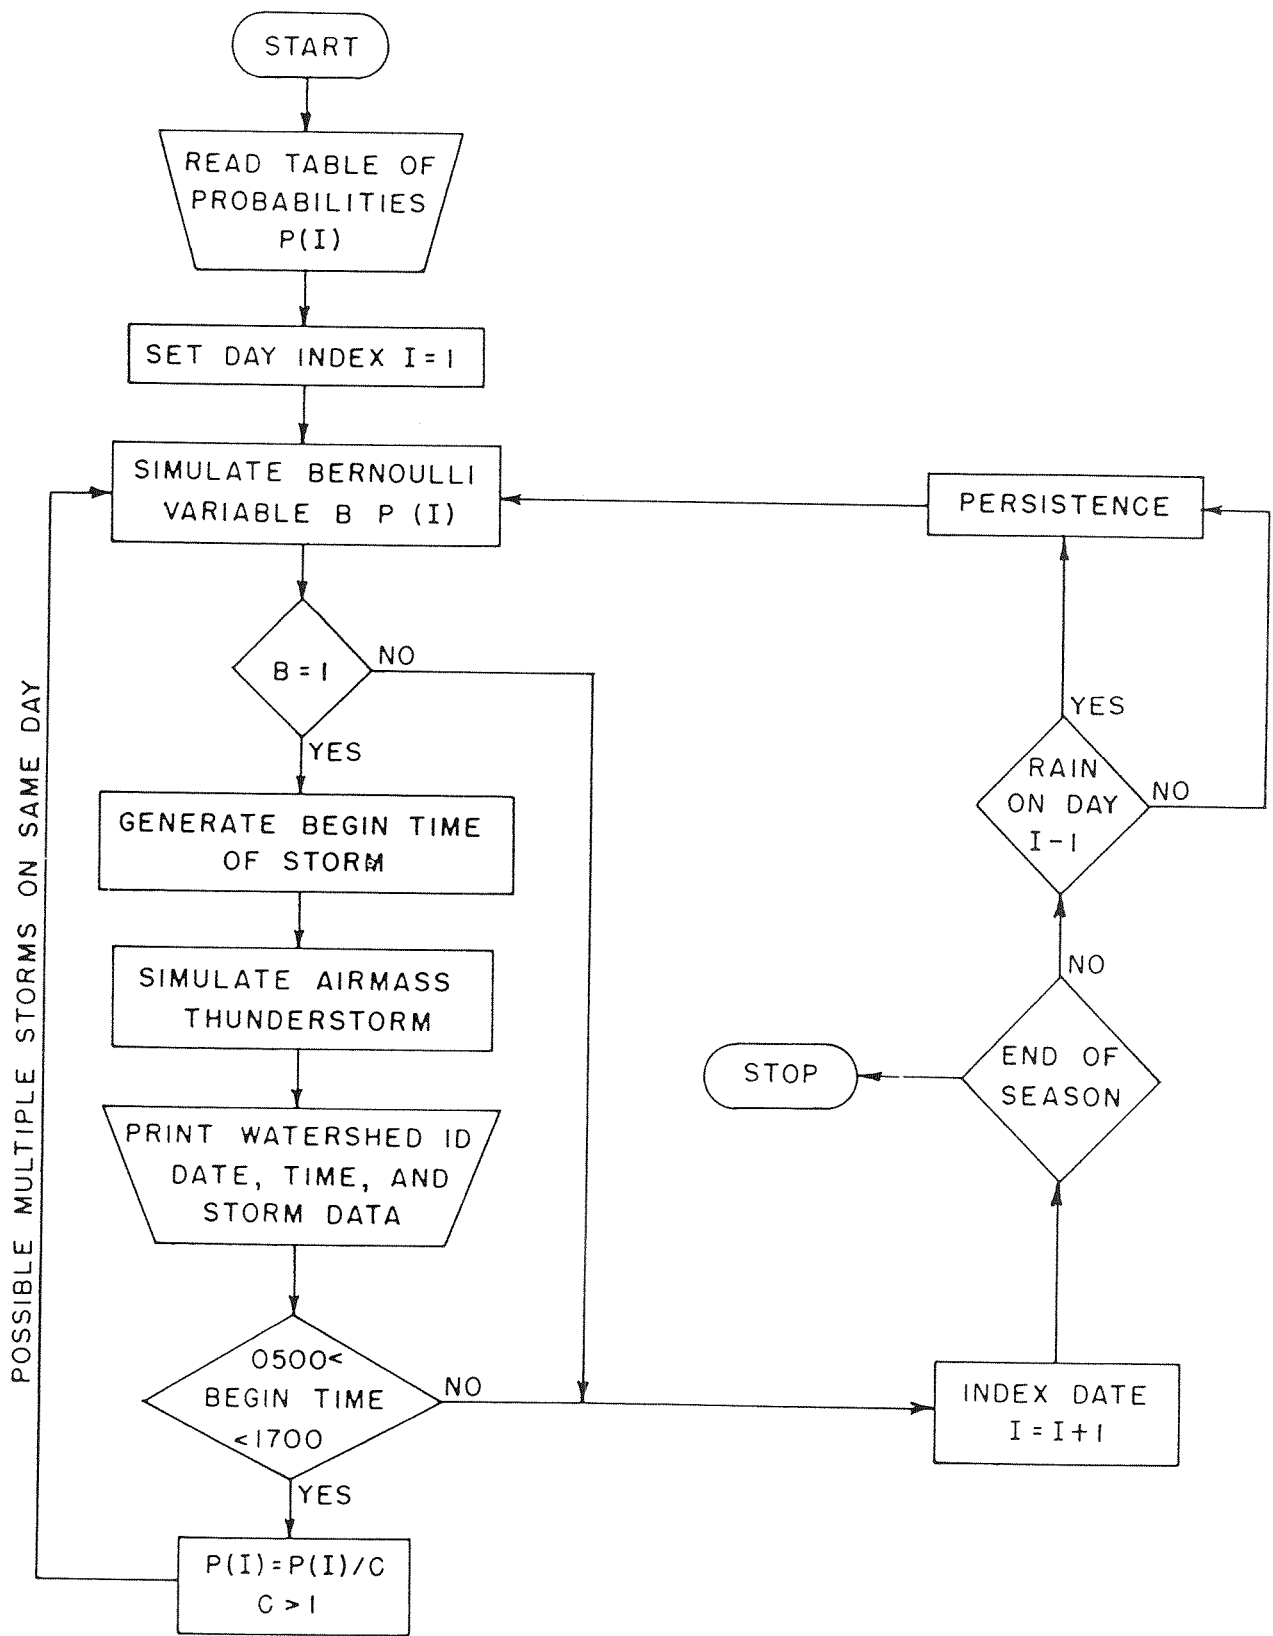 START
READ TABLE OF
PROBABILITIES
P(I)
SET DAY INDEX I = 1
SIMULATE BERNOULLI
VARIABLE B P (I)
B = 1
NO
YES
GENERATE BEGIN TIME
OF STORM
SIMULATE AIRMASS
THUNDERSTORM
PRINT WATERSHED ID
DATE, TIME, AND
STORM DATA
0500<
BEGIN TIME
<1700
NO
YES
P(I)=P(I)/C
C > 1
POSSIBLE MULTIPLE STORMS ON SAME DAY
INDEX DATE
I = I+1
END OF
SEASON
STOP
NO
RAIN
ON DAY
I-1
NO
YES
PERSISTENCE